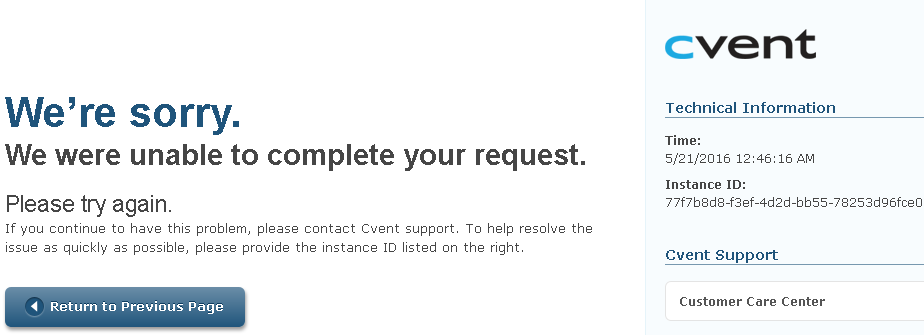 We're sorry.
We were unable to complete your request.
Please try again.
If you continue to have this problem, please contact Cvent support. To help resolve the
issue as quickly as possible, please provide the instance ID listed on the right.
Return to Previous Page
cvent
Technical Information
Time:
5/21/2016 12:46:16 AM
Instance ID:
77f7b8d8-f3ef-4d2d-bb55-78253d96fce0
Cvent Support
Customer Care Center